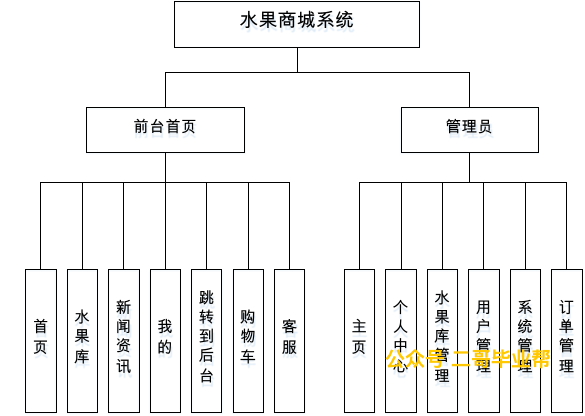 水果商城系统
前台首页
管理员
首页
水果库
新闻资讯
我的
跳转到后台
购物车
客服
主页
个人中心
水果库管理
用户管理
系统管理
订单管理
公众号 二哥毕业帮